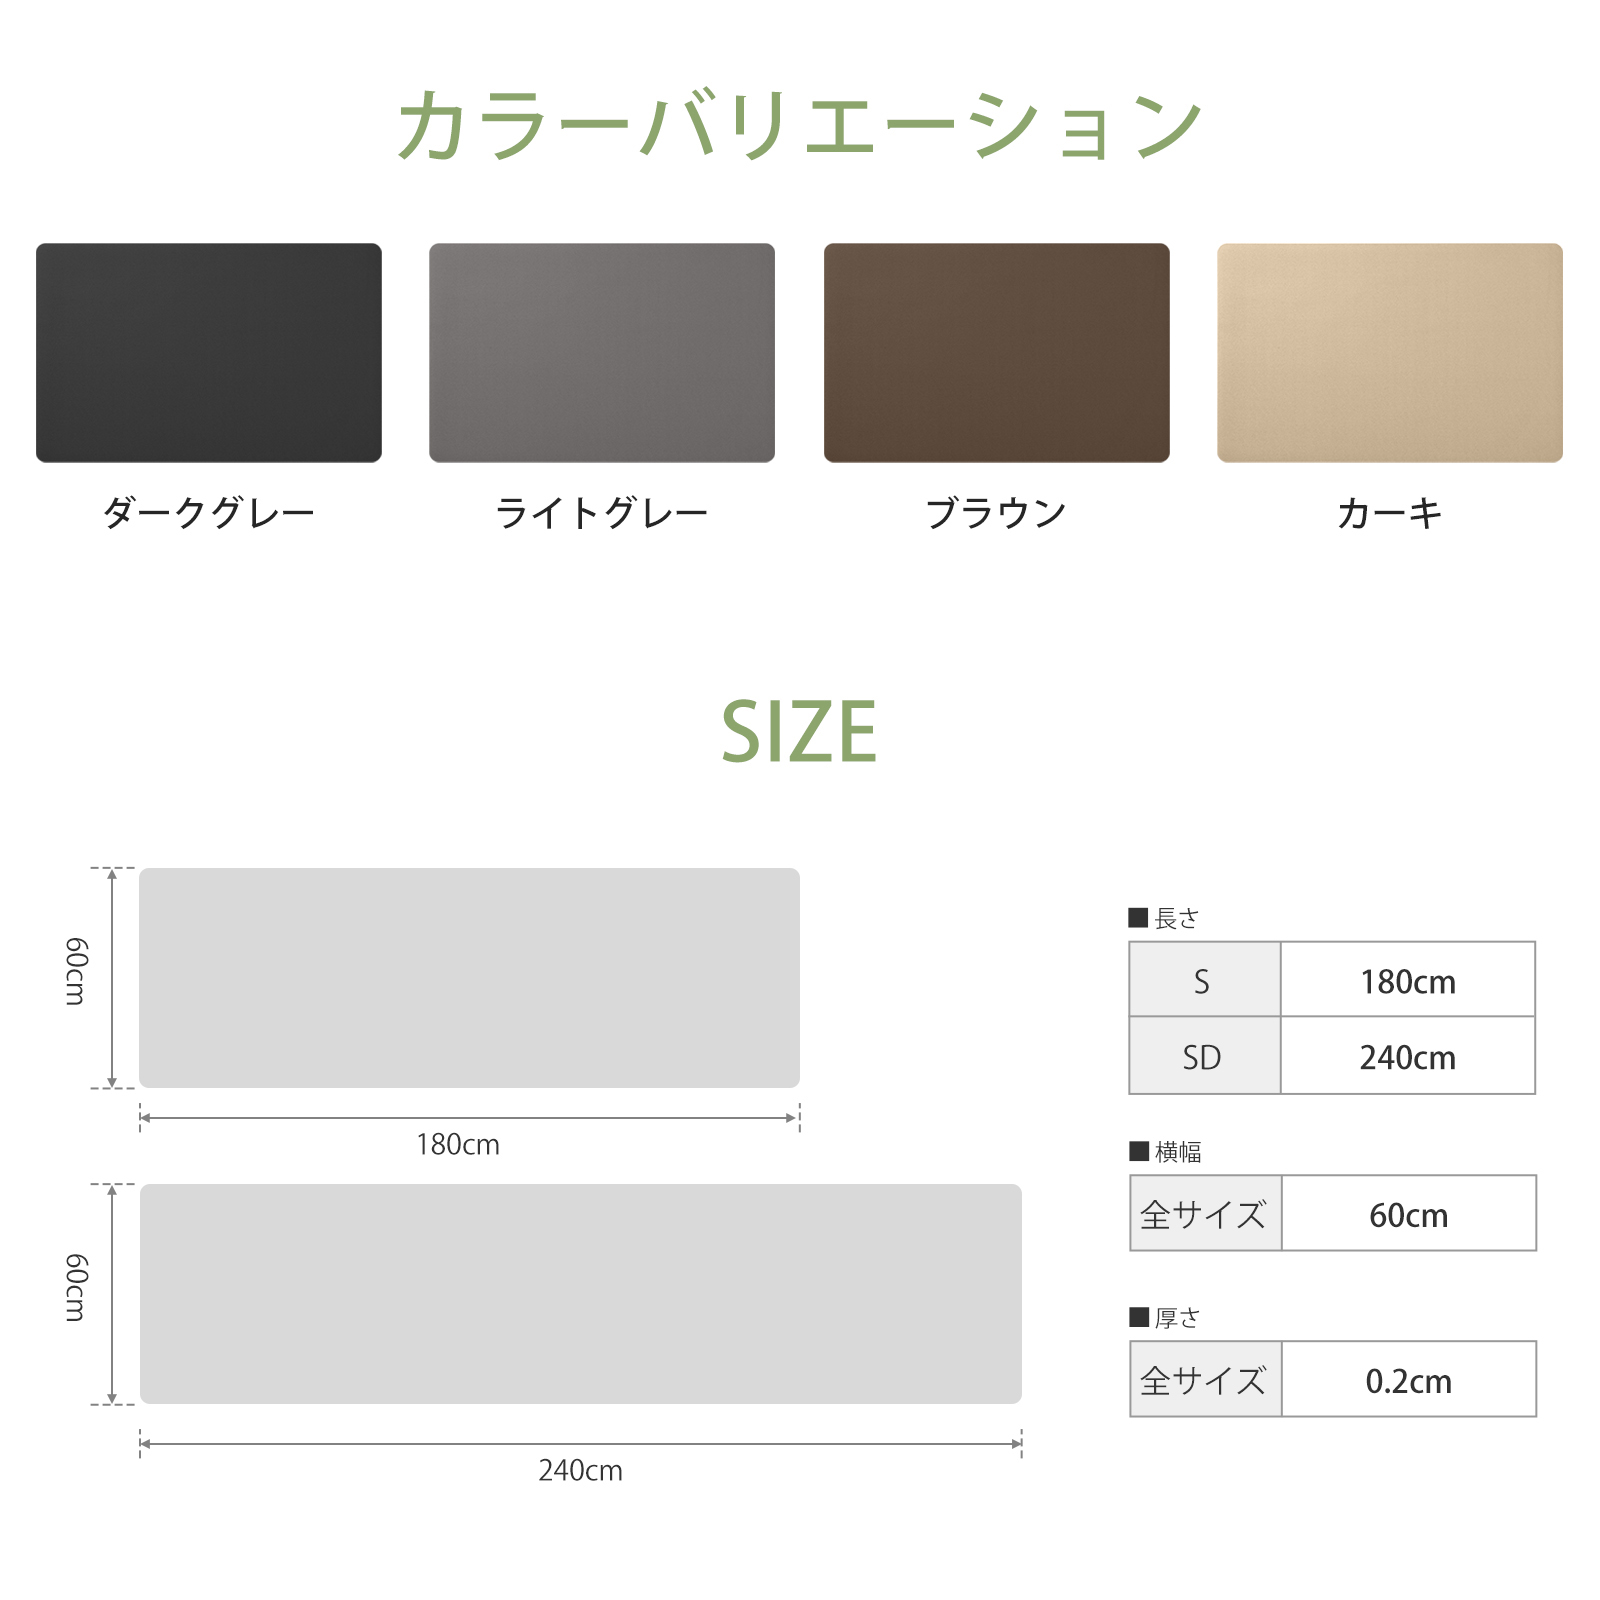 カラーバリエーション
ダークグレー
ライトグレー
ブラウン
カーキ
SIZE
60cm
180cm
60cm
240cm
■長さ
S 180cm
SD 240cm
■横幅
全サイズ 60cm
■厚さ
全サイズ 0.2cm